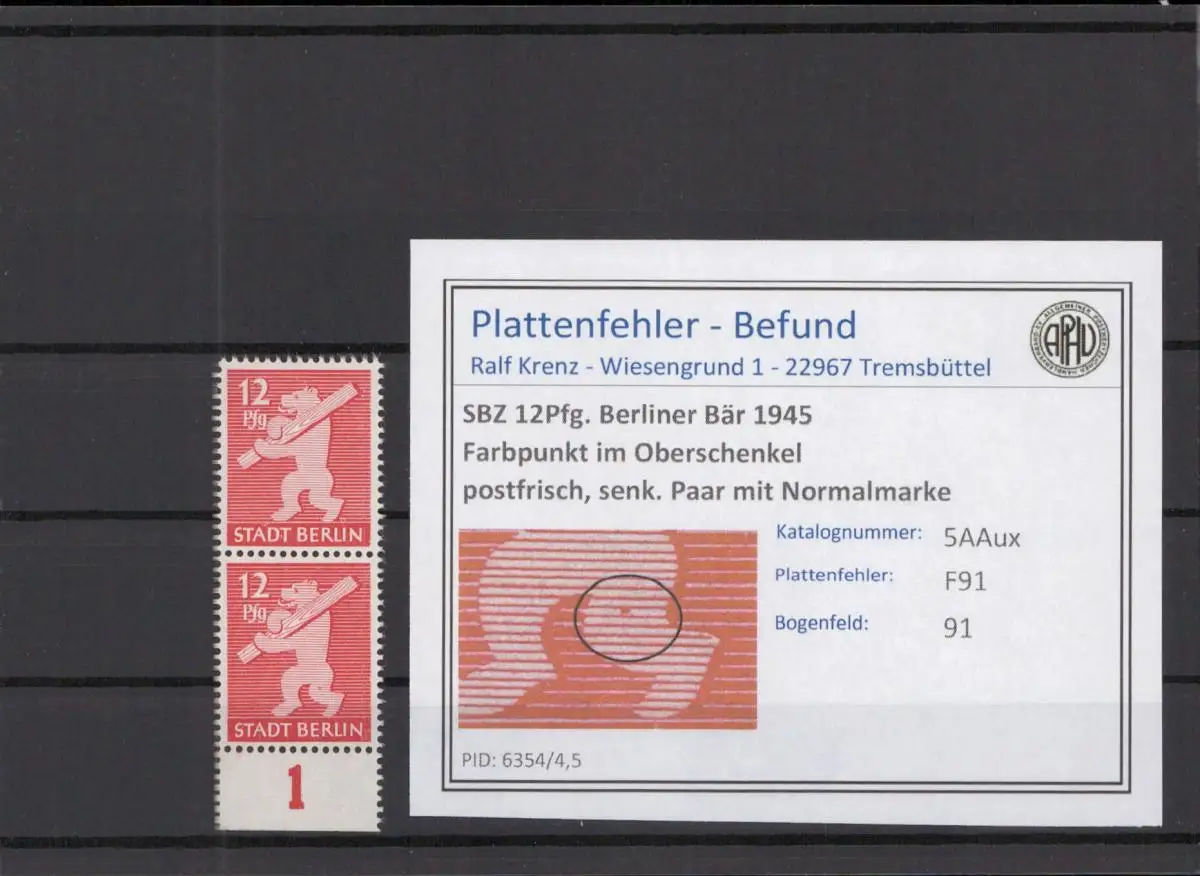 12
Pfg
STADT BERLIN
12
Pfg
STADT BERLIN
1
Plattenfehler - Befund
Ralf Krenz - Wiesengrund 1 - 22967 Tremsbüttel
APHV
SBZ 12Pfg. Berliner Bär 1945
Farbpunkt im Oberschenkel
postfrisch, senk. Paar mit Normalmarke
Katalognummer: 5AAux
Plattenfehler: F91
Bogenfeld: 91
PID: 6354/4,5